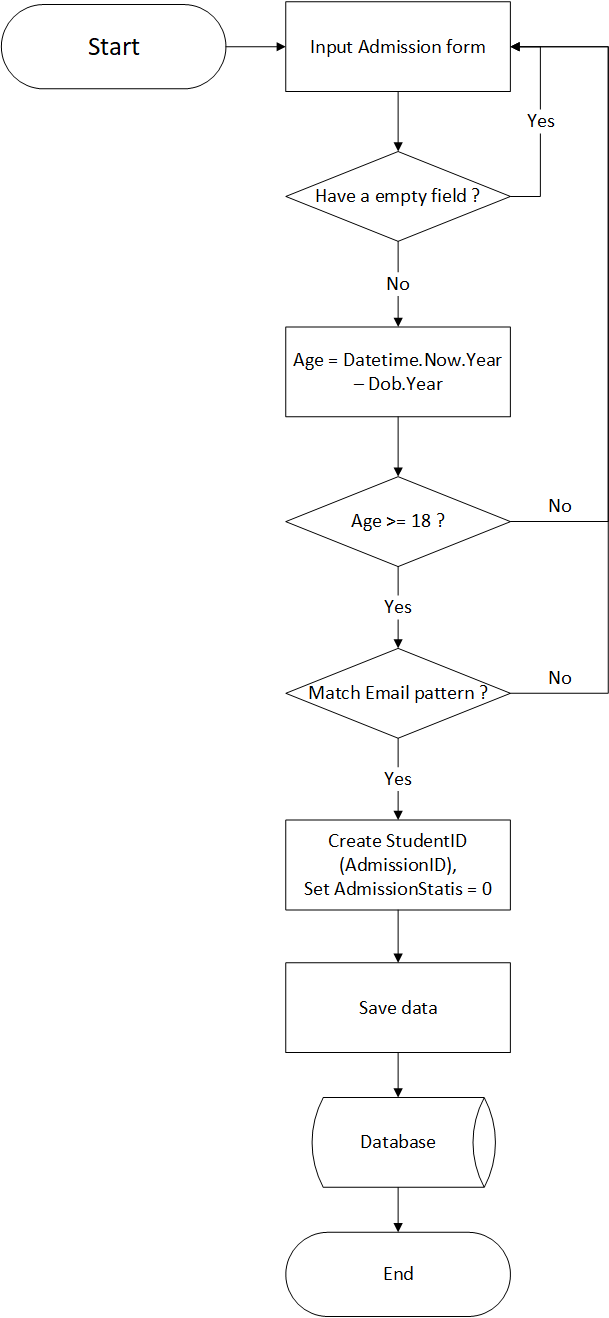 Start
Input Admission form
Yes
Have a empty field ?
No
Age = Datetime.Now.Year
– Dob.Year
Age >= 18 ?
No
Yes
Match Email pattern ?
No
Yes
Create StudentID
(AdmissionID),
Set AdmissionStatis = 0
Save data
Database
End